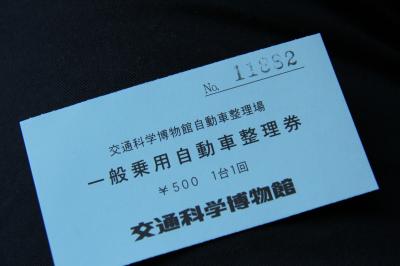 No. 11882
交通科学博物館自動車整理場
一般乗用自動車整理券
￥500 1台1回
交通科学博物館